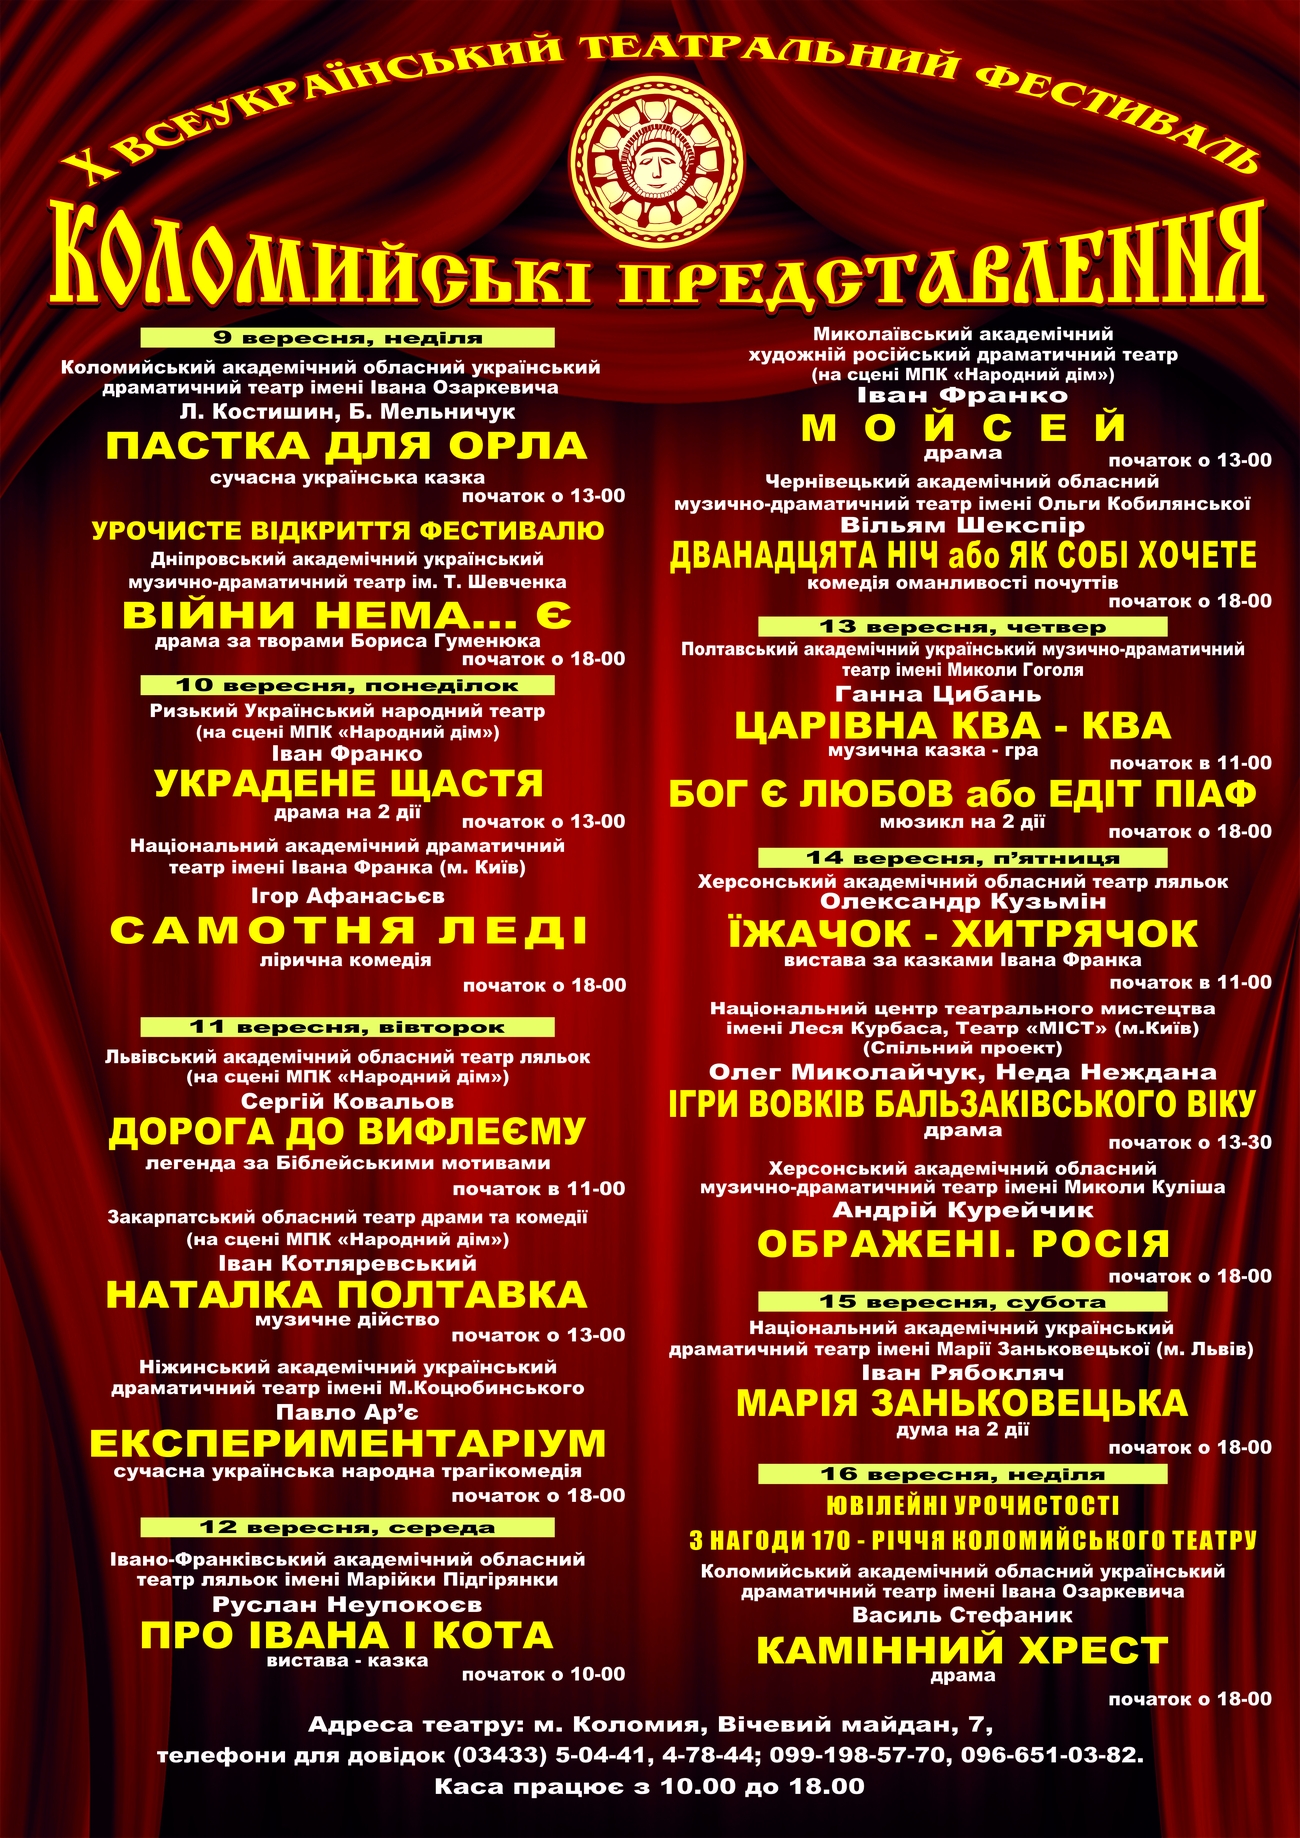 X ВСЕУКРАЇНСЬКИЙ ТЕАТРАЛЬНИЙ ФЕСТИВАЛЬ
КОЛОМИЙСЬКІ ПРЕДСТАВЛЕННЯ
9 вересня, неділя
Коломийський академічний обласний український
драматичний театр імені Івана Озаркевича
Л. Костишин, Б. Мельничук
ПАСТКА ДЛЯ ОРЛА
сучасна українська казка
початок о 13-00
УРОЧИСТЕ ВІДКРИТТЯ ФЕСТИВАЛЮ
Дніпровський академічний український
музично-драматичний театр ім. Т. Шевченка
ВІЙНИ НЕМА... Є
драма за творами Бориса Гуменюка
початок о 18-00
10 вересня, понеділок
Ризький Український народний театр
(на сцені МПК «Народний дім»)
Іван Франко
УКРАДЕНЕ ЩАСТЯ
драма на 2 дії
початок о 13-00
Національний академічний драматичний
театр імені Івана Франка (м. Київ)
Ігор Афанасьєв
САМОТНЯ ЛЕДІ
лірична комедія
початок о 18-00
11 вересня, вівторок
Львівський академічний обласний театр ляльок
(на сцені МПК «Народний дім»)
Сергій Ковальов
ДОРОГА ДО ВИФЛЕЄМУ
легенда за Біблейськими мотивами
початок в 11-00
Закарпатський обласний театр драми та комедії
(на сцені МПК «Народний дім»)
Іван Котляревський
НАТАЛКА ПОЛТАВКА
музичне дійство
початок о 13-00
Ніжинський академічний український
драматичний театр імені М.Коцюбинського
Павло Ар’є
ЕКСПЕРИМЕНТАРІУМ
сучасна українська народна трагікомедія
початок о 18-00
12 вересня, середа
Івано-Франківський академічний обласний
театр ляльок імені Марійки Підгірянки
Руслан Неупокоєв
ПРО ІВАНА І КОТА
вистава - казка
початок о 10-00
Миколаївський академічний
художній російський драматичний театр
(на сцені МПК «Народний дім»)
Іван Франко
М О Й С Е Й
драма
початок о 13-00
Чернівецький академічний обласний
музично-драматичний театр імені Ольги Кобилянської
Вільям Шекспір
ДВАНАДЦЯТА НІЧ або ЯК СОБІ ХОЧЕТЕ
комедія оманливості почуттів
початок о 18-00
13 вересня, четвер
Полтавський академічний український музично-драматичний
театр імені Миколи Гоголя
Ганна Цибань
ЦАРІВНА КВА - КВА
музична казка - гра
початок в 11-00
БОГ Є ЛЮБОВ або ЕДІТ ПІАФ
мюзикл на 2 дії
початок о 18-00
14 вересня, п’ятниця
Херсонський академічний обласний театр ляльок
Олександр Кузьмін
ЇЖАЧОК - ХИТРЯЧОК
вистава за казками Івана Франка
початок в 11-00
Національний центр театрального мистецтва
імені Леся Курбаса, Театр «МІСТ» (м.Київ)
(Спільний проект)
Олег Миколайчук, Неда Неждана
ІГРИ ВОВКІВ БАЛЬЗАКІВСЬКОГО ВІКУ
драма
початок о 13-30
Херсонський академічний обласний
музично-драматичний театр імені Миколи Куліша
Андрій Курейчик
ОБРАЖЕНІ. РОСІЯ
початок о 18-00
15 вересня, субота
Національний академічний український
драматичний театр імені Марії Заньковецької (м. Львів)
Іван Рябокляч
МАРІЯ ЗАНЬКОВЕЦЬКА
дума на 2 дії
початок о 18-00
16 вересня, неділя
ЮВІЛЕЙНІ УРОЧИСТОСТІ
З НАГОДИ 170 - РІЧЧЯ КОЛОМИЙСЬКОГО ТЕАТРУ
Коломийський академічний обласний український
драматичний театр імені Івана Озаркевича
Василь Стефаник
КАМІННИЙ ХРЕСТ
драма
початок о 18-00
Адреса театру: м. Коломия, Вічевий майдан, 7,
телефони для довідок (03433) 5-04-41, 4-78-44; 099-198-57-70, 096-651-03-82.
Каса працює з 10.00 до 18.00